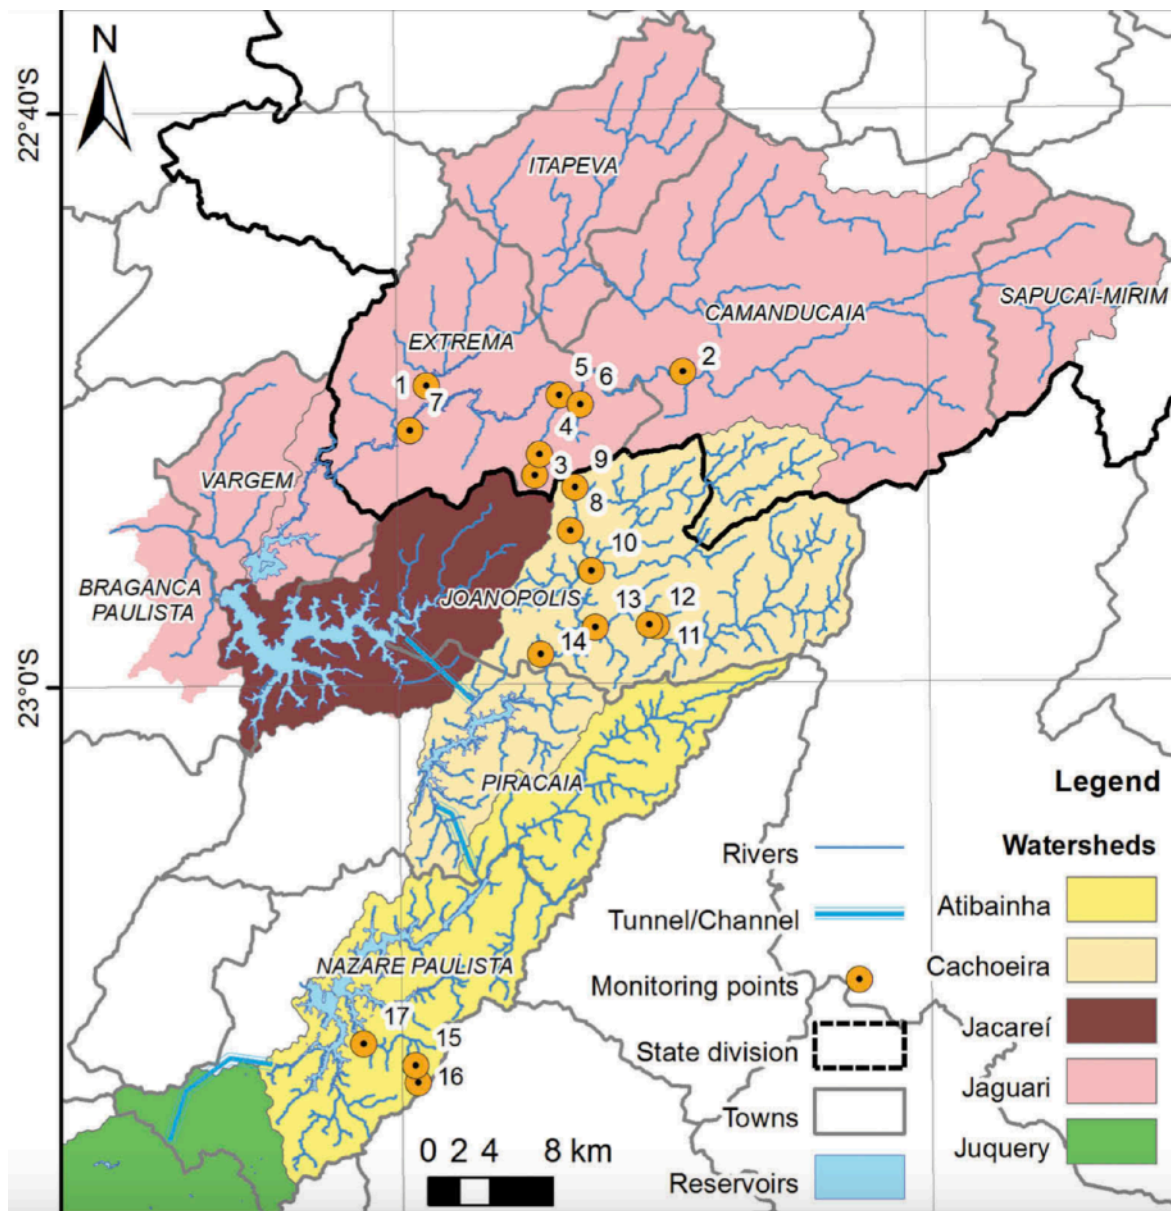 N
22°40'S
23°0'S
ITAPEVA
SAPUCAI-MIRIM
CAMANDUCAIA
EXTREMA
VARGEM
BRAGANCA
PAULISTA
JOANOPOLIS
PIRACAIA
NAZARE PAULISTA
1
2
5
6
7
4
3
9
8
10
13
12
14
11
17
15
16
Legend
Watersheds
Rivers
Tunnel/Channel
Monitoring points
State division
Towns
Reservoirs
Atibainha
Cachoeira
Jacareí
Jaguari
Juquery
0 2 4 8 km